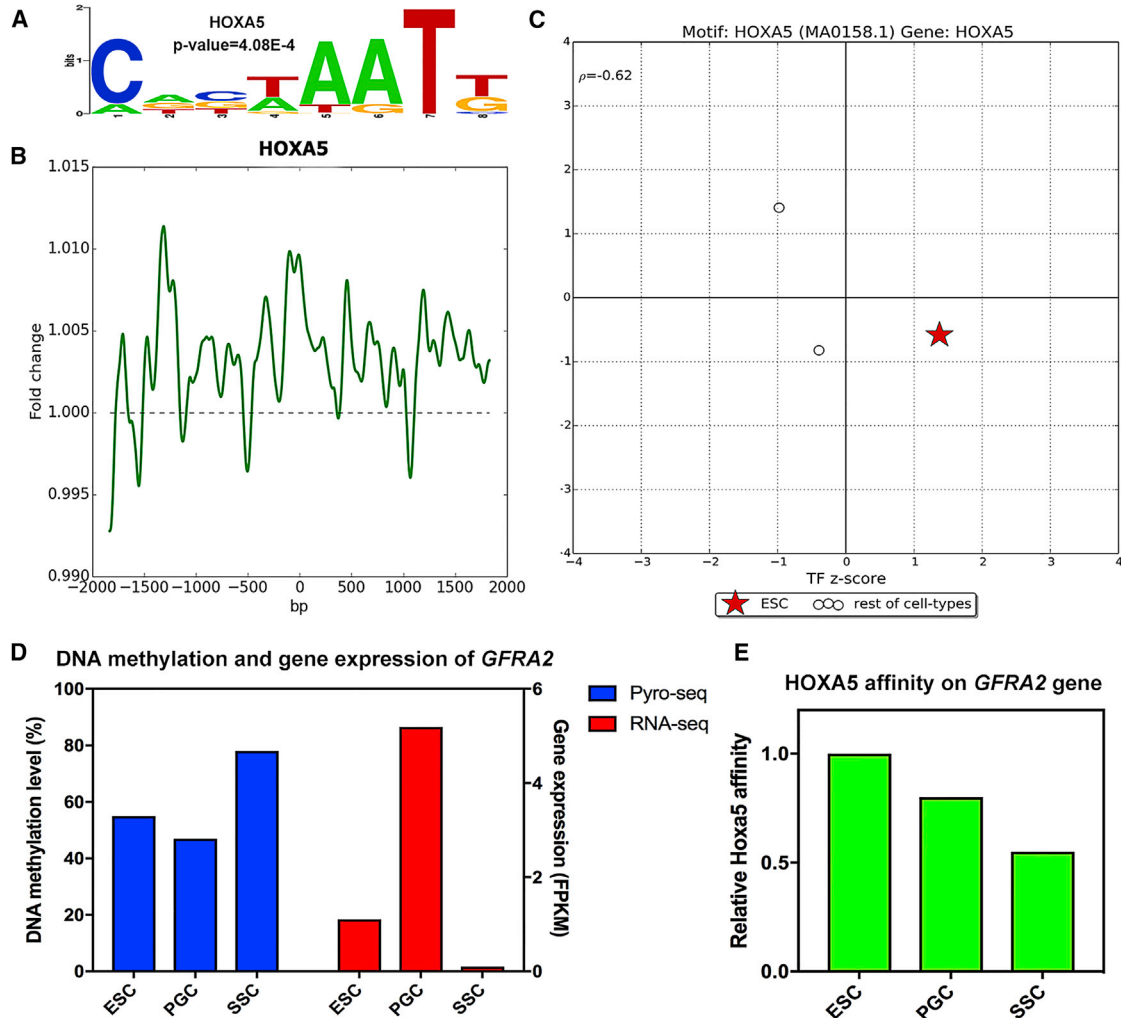 A
HOXA5
p-value=4.08E-4
2
1
0
bits
C A C T A A T T
A G G A T G G
T T
1 2 3 4 5 6 7 8
B
HOXA5
1.015
1.010
1.005
1.000
0.995
0.990
Fold change
−2000 −1500 −1000 −500 0 500 1000 1500 2000
bp
C
Motif: HOXA5 (MA0158.1) Gene: HOXA5
ρ=-0.62
4
3
2
1
0
-1
-2
-3
-4
−4 −3 −2 −1 0 1 2 3 4
TF z-score
ESC rest of cell-types
D
DNA methylation and gene expression of GFRA2
100
80
60
40
20
0
DNA methylation level (%)
6
4
2
0
Gene expression (FPKM)
ESC PGC SSC ESC PGC SSC
Pyro-seq
RNA-seq
E
HOXA5 affinity on GFRA2 gene
1.0
0.5
0.0
Relative Hoxa5 affinity
ESC PGC SSC